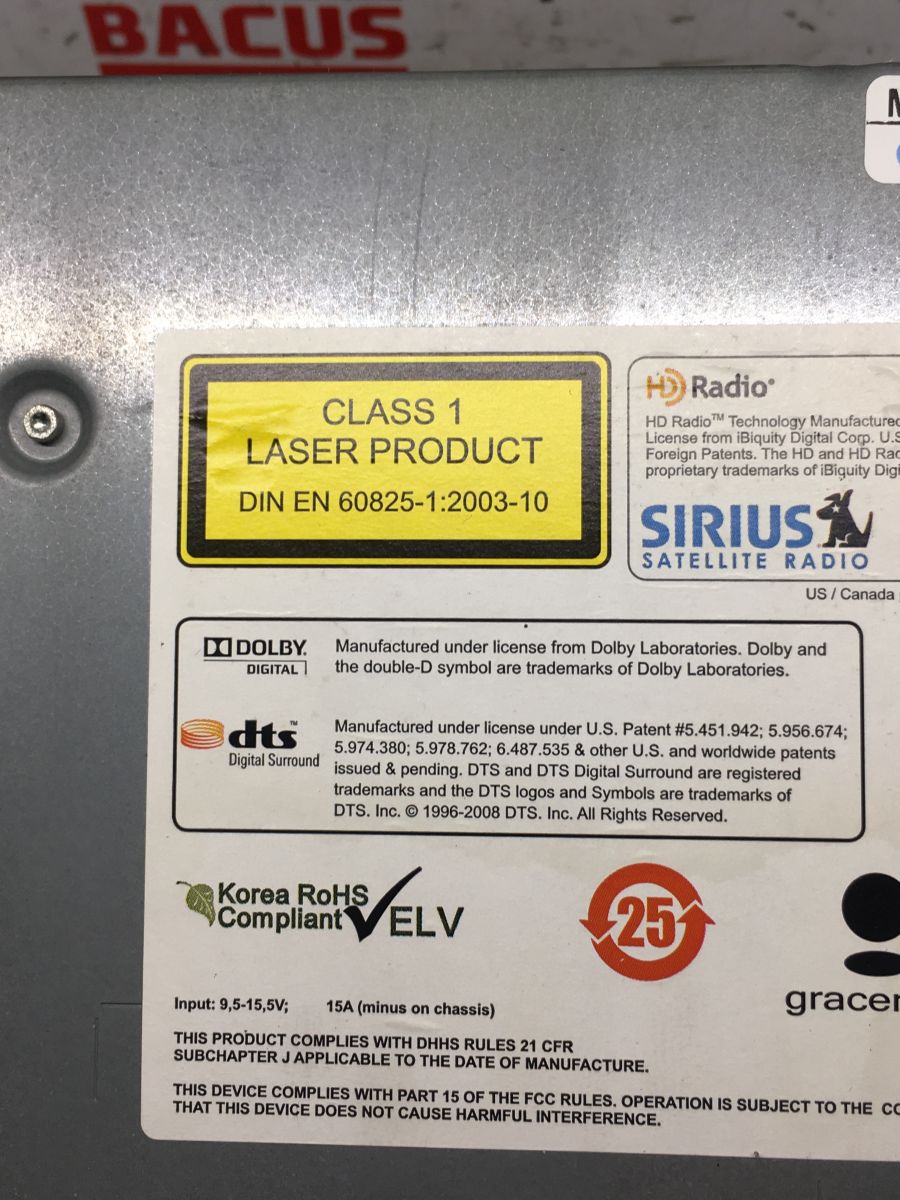 BACUS
CLASS 1
LASER PRODUCT
DIN EN 60825-1:2003-10
HD Radio®
HD Radio™ Technology Manufactured
License from iBiquity Digital Corp. U.S
Foreign Patents. The HD and HD Rad
proprietary trademarks of iBiquity Digi
SIRIUS
SATELLITE RADIO
US / Canada
DOLBY
DIGITAL
Manufactured under license from Dolby Laboratories. Dolby and
the double-D symbol are trademarks of Dolby Laboratories.
dts™
Digital Surround
Manufactured under license under U.S. Patent #5.451.942; 5.956.674;
5.974.380; 5.978.762; 6.487.535 & other U.S. and worldwide patents
issued & pending. DTS and DTS Digital Surround are registered
trademarks and the DTS logos and Symbols are trademarks of
DTS. Inc. © 1996-2008 DTS. Inc. All Rights Reserved.
Korea RoHS
Compliant
ELV
25
gracen
Input: 9,5-15,5V; 15A (minus on chassis)
THIS PRODUCT COMPLIES WITH DHHS RULES 21 CFR
SUBCHAPTER J APPLICABLE TO THE DATE OF MANUFACTURE.
THIS DEVICE COMPLIES WITH PART 15 OF THE FCC RULES. OPERATION IS SUBJECT TO THE CO
THAT THIS DEVICE DOES NOT CAUSE HARMFUL INTERFERENCE.